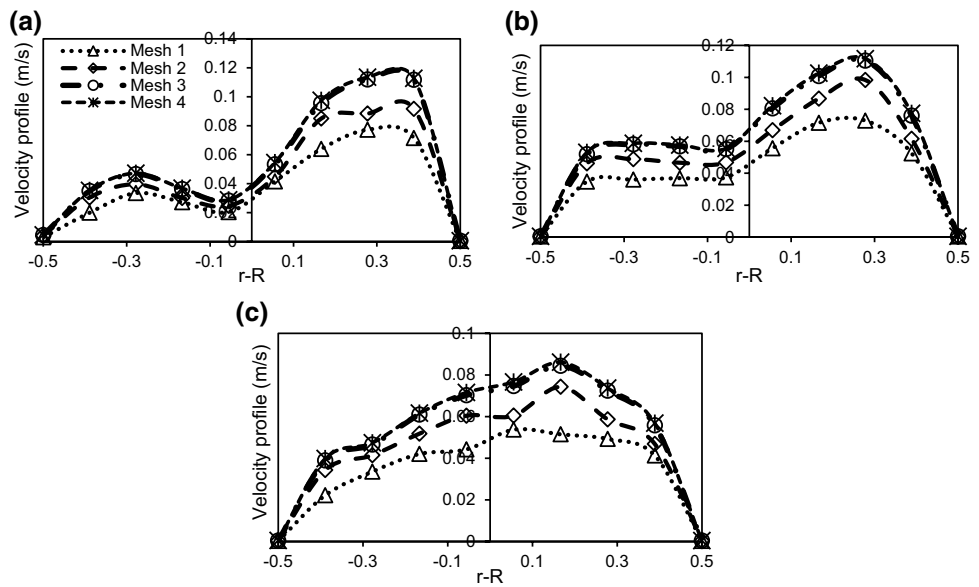 (a)
Velocity profile (m/s)
0.14
0.12
0.1
0.08
0.06
0.04
0.02
0
-0.5 -0.3 -0.1 0.1 0.3 0.5
r-R
Mesh 1
Mesh 2
Mesh 3
Mesh 4
(b)
Velocity profile (m/s)
0.12
0.1
0.08
0.06
0.04
0.02
0
-0.5 -0.3 -0.1 0.1 0.3 0.5
r-R
(c)
Velocity profile (m/s)
0.1
0.08
0.06
0.04
0.02
0
-0.5 -0.3 -0.1 0.1 0.3 0.5
r-R